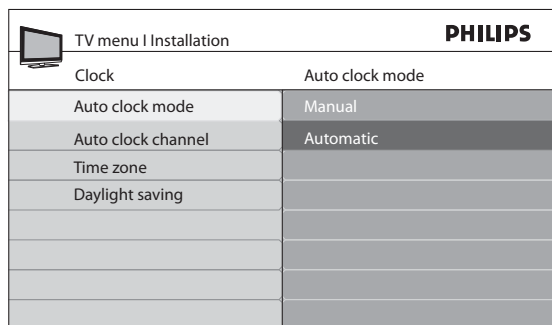 TV menu I Installation
PHILIPS
Clock
Auto clock mode
Auto clock mode
Manual
Auto clock channel
Automatic
Time zone
Daylight saving